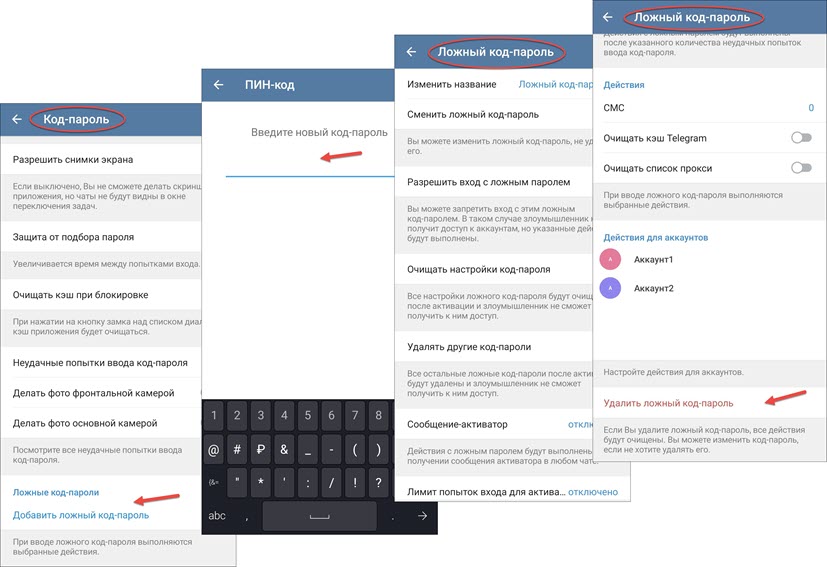 Код-пароль
Разрешить снимки экрана
Если выключено, Вы не сможете делать скринш
приложения, но чаты не будут видны в окне
переключения задач.
Защита от подбора пароля
Увеличивается время между попытками входа.
Очищать кэш при блокировке
При нажатии на кнопку замка над списком диал
кэш приложения будет очищаться.
Неудачные попытки ввода код-пароля
Делать фото фронтальной камерой
Делать фото основной камерой
Посмотрите все неудачные попытки ввода
код-пароля.
Ложные код-пароли
Добавить ложный код-пароль
При вводе ложного код-пароля выполняются
выбранные действия.
ПИН-код
Введите новый код-пароль
1 2 3 4 5 6 7 8
@ # ₽ & _ - ( )
{&= " * ' : / ! ?
abc , .
Ложный код-пароль
Изменить название Ложный код-пар
Сменить ложный код-пароль
Вы можете изменить ложный код-пароль, не уд
его.
Разрешить вход с ложным паролем
Вы можете запретить вход с этим ложным
код-паролем. В таком случае злоумышленник н
получит доступ к аккаунтам, но указанные дей
будут выполнены.
Очищать настройки код-пароля
Все настройки ложного код-пароля будут очищ
после активации и злоумышленник не сможет
получить к ним доступ.
Удалять другие код-пароли
Все остальные ложные код-пароли после актив
будут удалены и злоумышленник не сможет
получить к ним доступ.
Сообщение-активатор отклю
Действия с ложным паролем будут выполнены
получении сообщения активатора в любом чате.
Лимит попыток входа для актива... отключено
Ложный код-пароль
Действия с ложным паролем будут выполнены
после указанного количества неудачных попыток
ввода код-пароля.
Действия
СМС 0
Очищать кэш Telegram
Очищать список прокси
При вводе ложного код-пароля выполняются
выбранные действия.
Действия для аккаунтов
А Аккаунт1
А Аккаунт2
Настройте действия для аккаунтов.
Удалить ложный код-пароль
Если Вы удалите ложный код-пароль, все действия
будут очищены. Вы можете изменить код-пароль,
если не хотите удалять его.